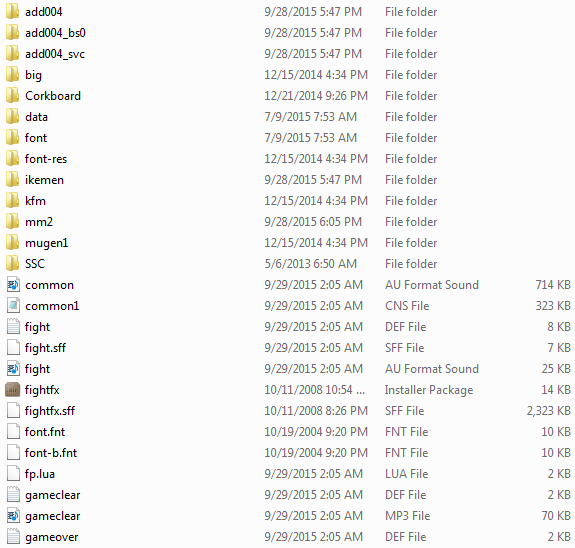 add004 9/28/2015 5:47 PM File folder
add004_bs0 9/28/2015 5:47 PM File folder
add004_svc 9/28/2015 5:47 PM File folder
big 12/15/2014 4:34 PM File folder
Corkboard 12/21/2014 9:26 PM File folder
data 7/9/2015 7:53 AM File folder
font 7/9/2015 7:53 AM File folder
font-res 12/15/2014 4:34 PM File folder
ikemen 9/28/2015 5:47 PM File folder
kfm 12/15/2014 4:34 PM File folder
mm2 9/28/2015 6:05 PM File folder
mugen1 12/15/2014 4:34 PM File folder
SSC 5/6/2013 6:50 AM File folder
common 9/29/2015 2:05 AM AU Format Sound 714 KB
common1 9/29/2015 2:05 AM CNS File 323 KB
fight 9/29/2015 2:05 AM DEF File 8 KB
fight.sff 9/29/2015 2:05 AM SFF File 7 KB
fight 9/29/2015 2:05 AM AU Format Sound 25 KB
fightfx 10/11/2008 10:54 ... Installer Package 14 KB
fightfx.sff 10/11/2008 8:26 PM SFF File 2,323 KB
font.fnt 10/19/2004 9:20 PM FNT File 10 KB
font-b.fnt 10/19/2004 9:20 PM FNT File 10 KB
fp.lua 9/29/2015 2:05 AM LUA File 2 KB
gameclear 9/29/2015 2:05 AM DEF File 2 KB
gameclear 9/29/2015 2:05 AM MP3 File 70 KB
gameover 9/29/2015 2:05 AM DEF File 2 KB